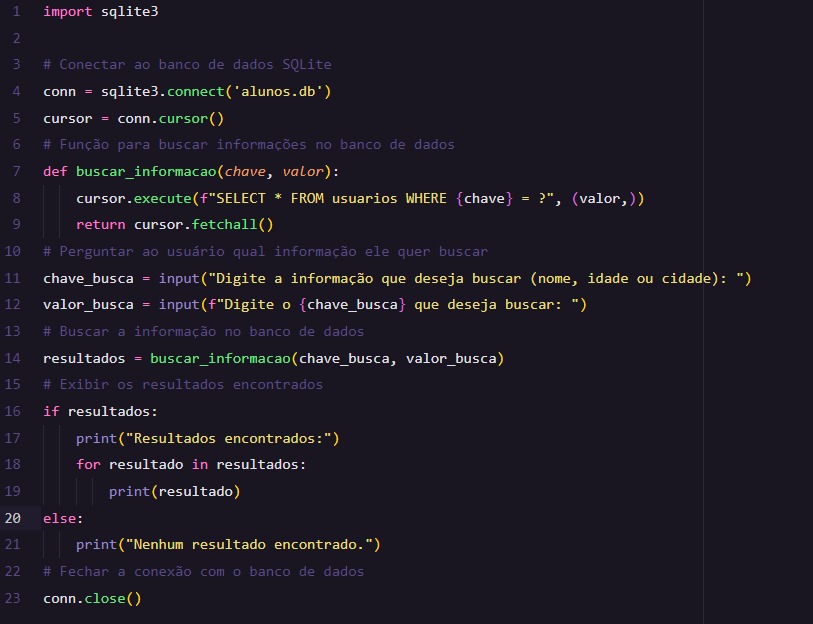 1 import sqlite3
2
3 # Conectar ao banco de dados SQLite
4 conn = sqlite3.connect('alunos.db')
5 cursor = conn.cursor()
6 # Função para buscar informações no banco de dados
7 def buscar_informacao(chave, valor):
8     cursor.execute(f"SELECT * FROM usuarios WHERE {chave} = ?", (valor,))
9     return cursor.fetchall()
10 # Perguntar ao usuário qual informação ele quer buscar
11 chave_busca = input("Digite a informação que deseja buscar (nome, idade ou cidade): ")
12 valor_busca = input(f"Digite o {chave_busca} que deseja buscar: ")
13 # Buscar a informação no banco de dados
14 resultados = buscar_informacao(chave_busca, valor_busca)
15 # Exibir os resultados encontrados
16 if resultados:
17     print("Resultados encontrados:")
18     for resultado in resultados:
19         print(resultado)
20 else:
21     print("Nenhum resultado encontrado.")
22 # Fechar a conexão com o banco de dados
23 conn.close()